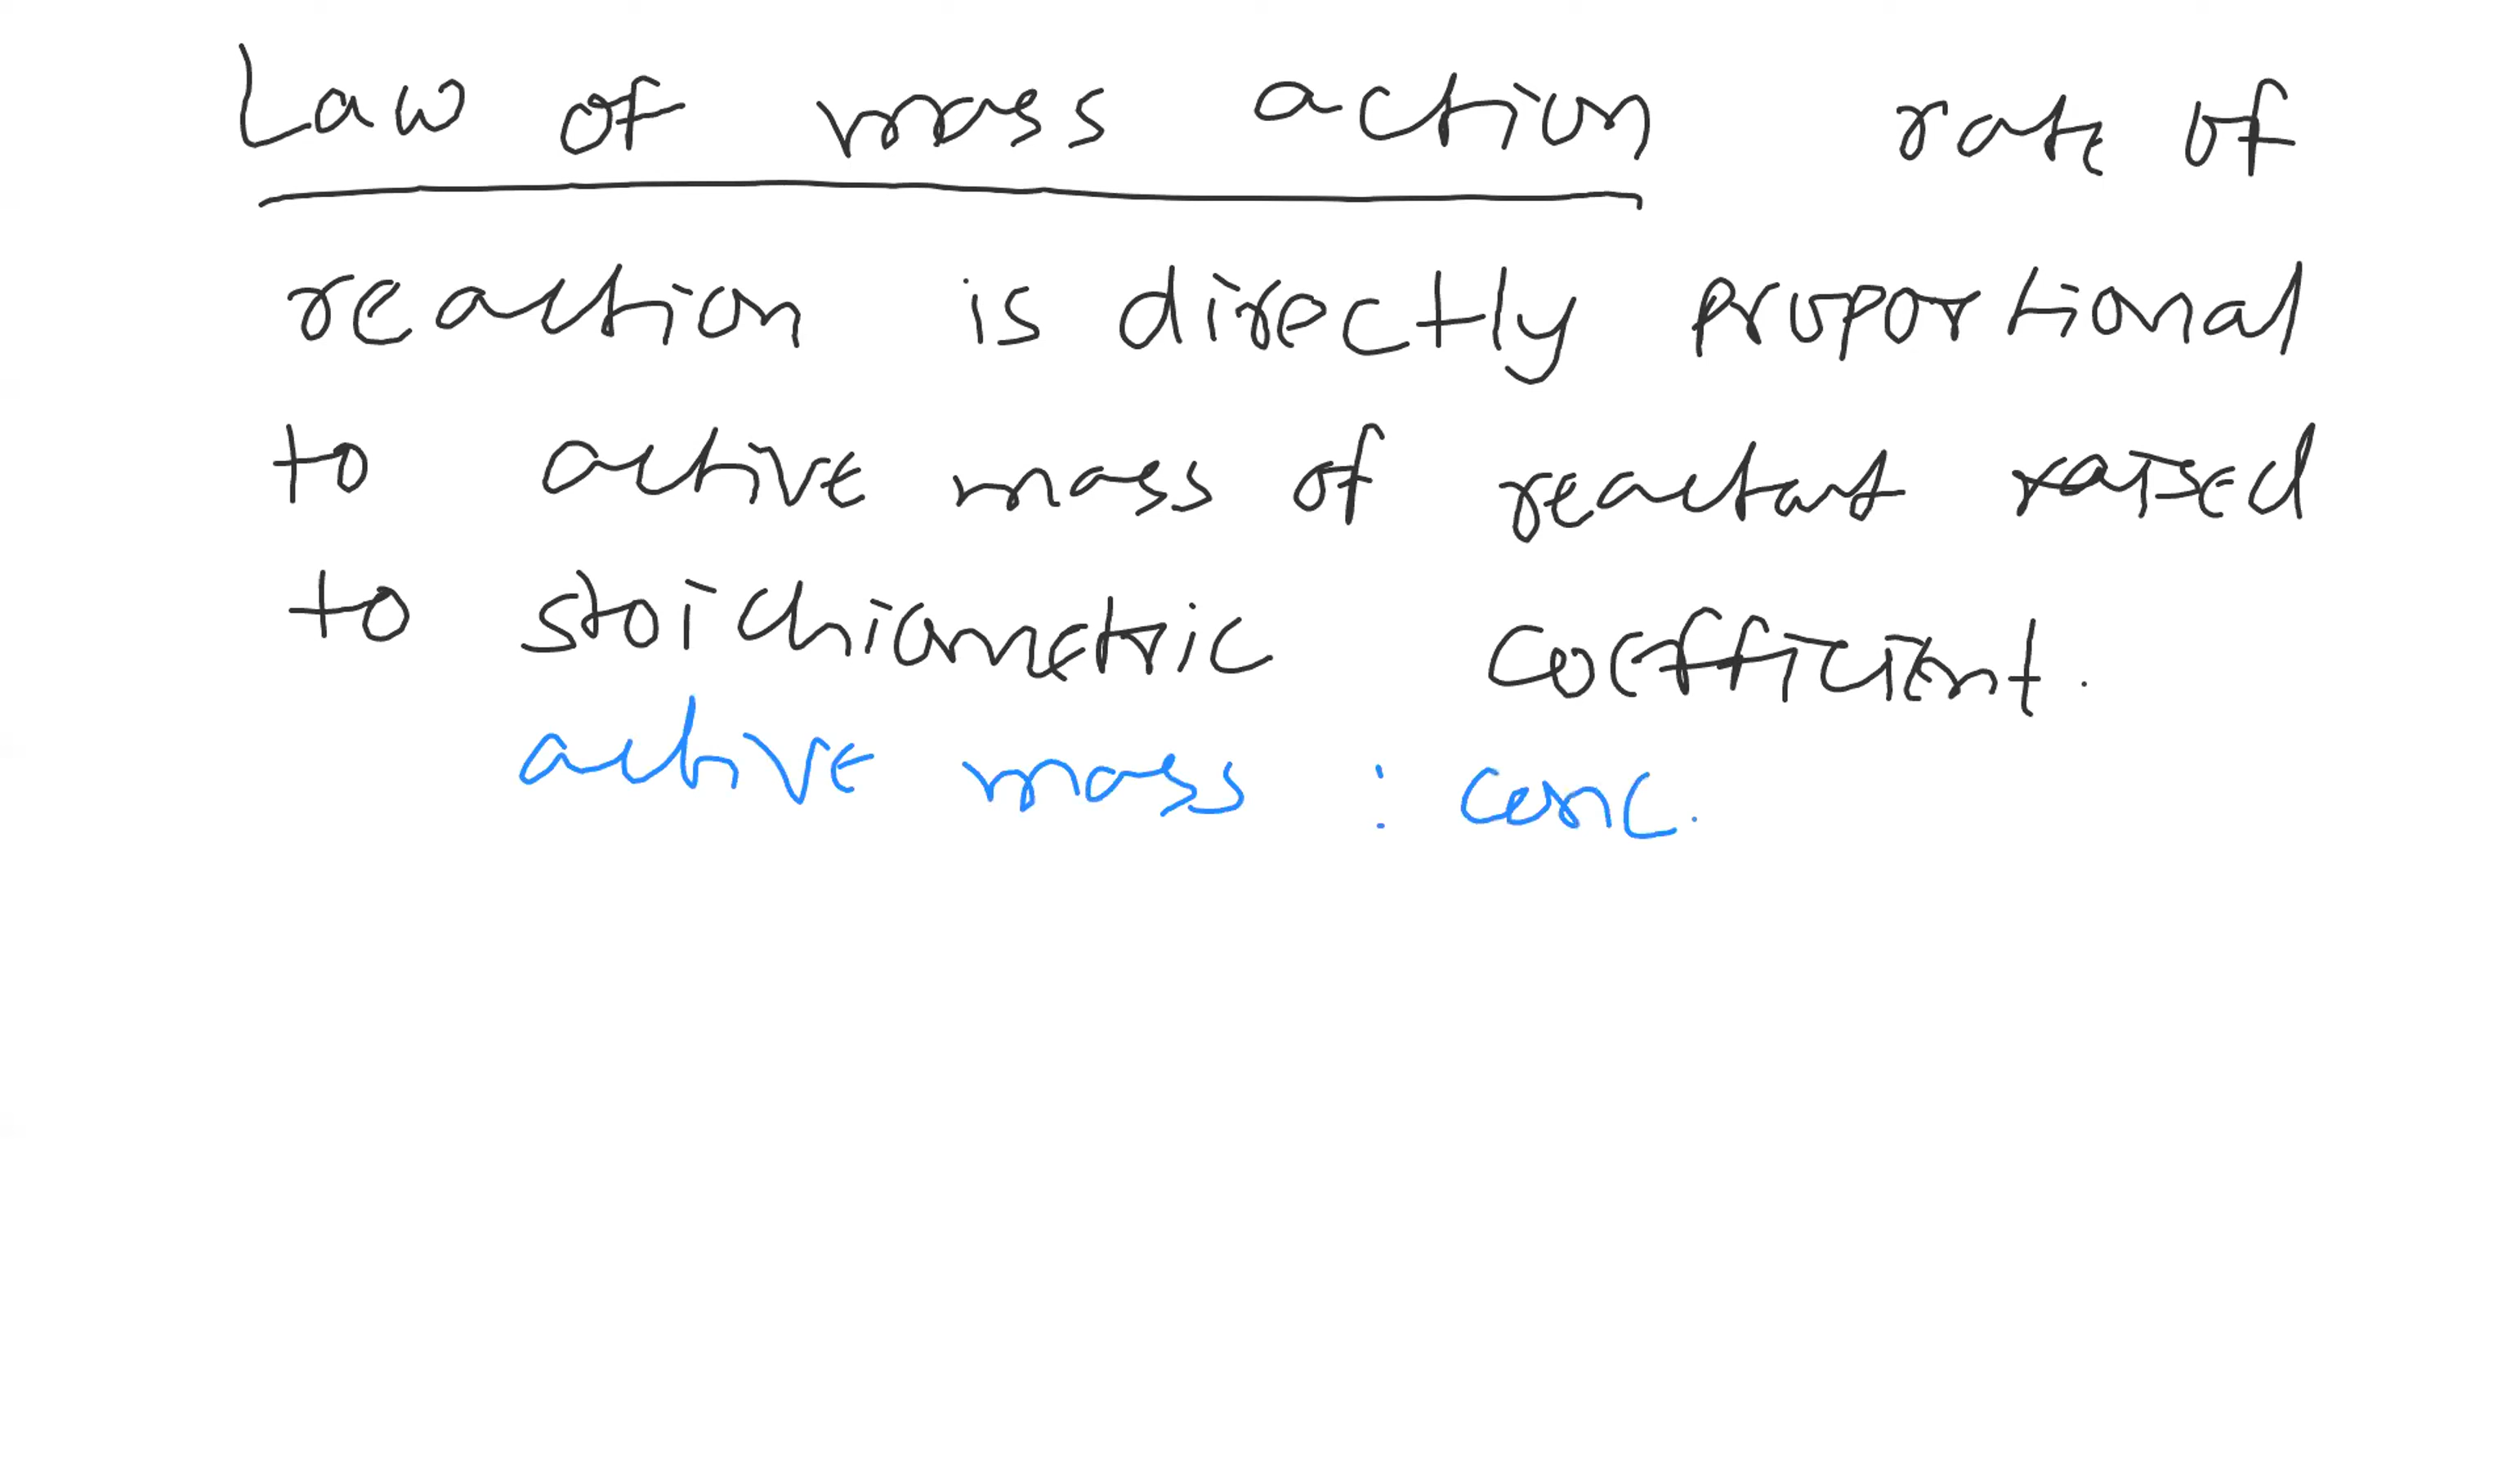 Law of mass action rate of
reaction is directly proportional
to active mass of reactant raised
to stoichiometric coefficient.
active mass : conc.